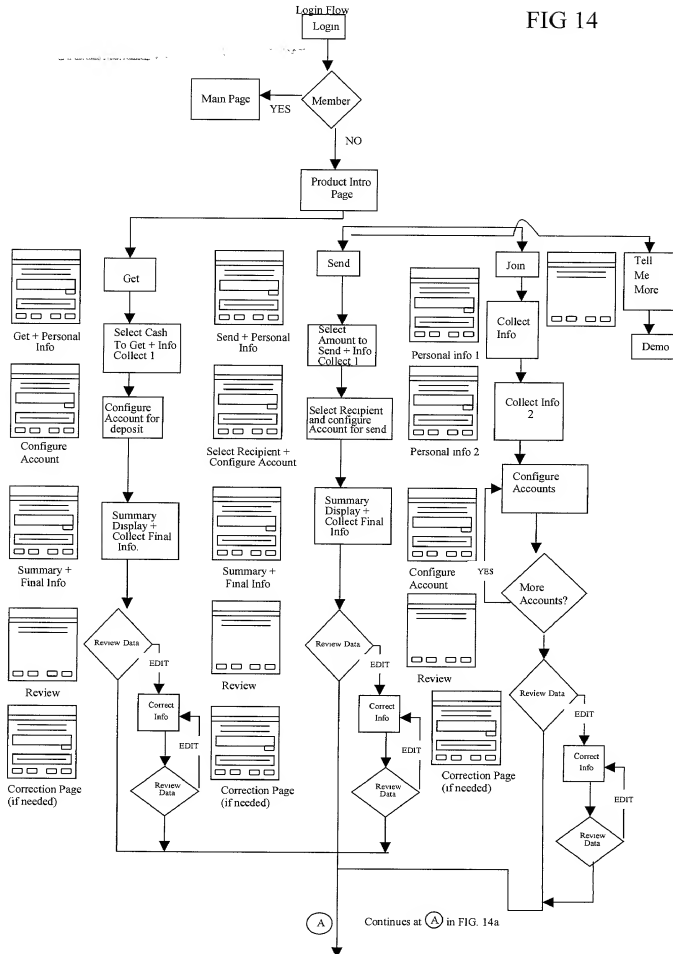 Login Flow
FIG 14
Login
Main Page
YES
Member
NO
Product Intro
Page
Get
Send
Join
Tell
Me
More
Get + Personal
Info
Select Cash
To Get + Info
Collect 1
Send + Personal
Info
Select
Amount to
Send + Info
Collect 1
Personal info 1
Collect
Info
Demo
Configure
Account for
deposit
Configure
Account
Select Recipient +
Configure Account
Select Recipient
and configure
Account for send
Personal info 2
Collect Info
2
Configure
Accounts
Summary
Display +
Collect Final
Info.
Summary +
Final Info
Summary +
Final Info
Summary
Display +
Collect Final
Info
Configure
Account
YES
More
Accounts?
Review Data
EDIT
Review
Review
Review Data
EDIT
Review
Review Data
EDIT
Correct
Info
EDIT
Correct
Info
EDIT
Correct
Info
EDIT
Review
Data
Review
Data
Review
Data
Correction Page
(if needed)
Correction Page
(if needed)
Correction Page
(if needed)
A
Continues at A in FIG. 14a